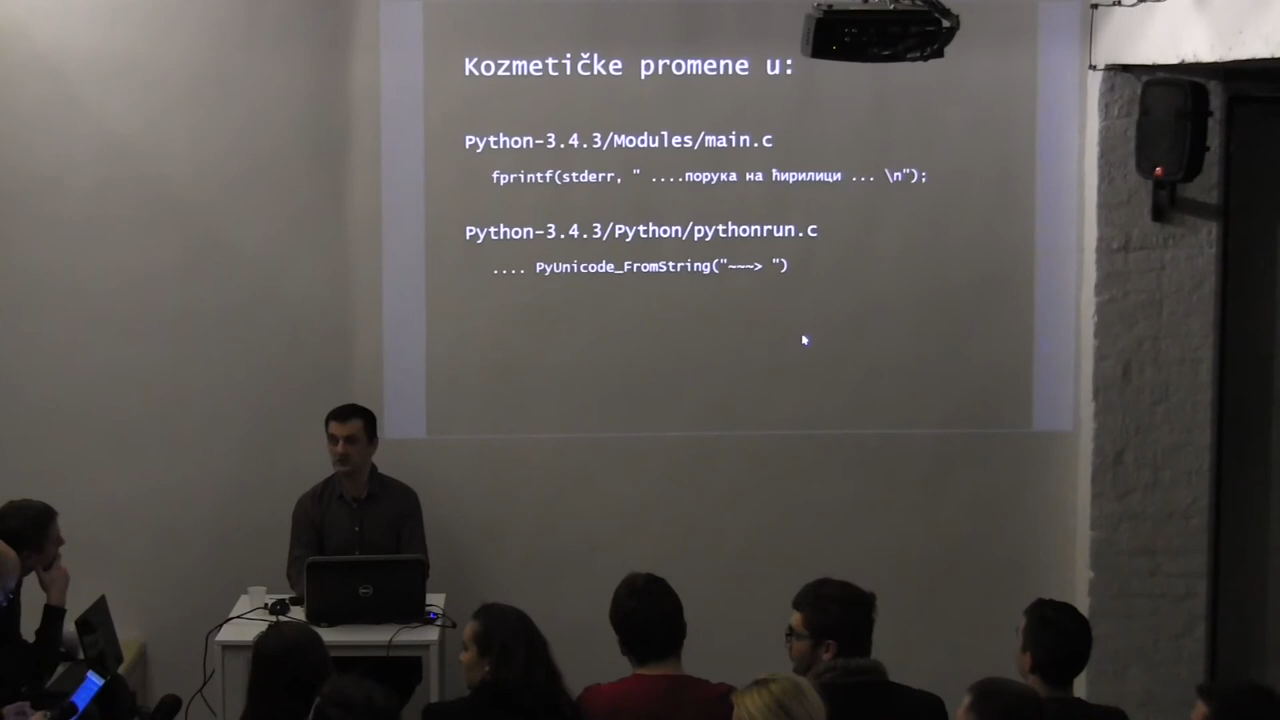 Kozmetičke promene u:
Python-3.4.3/Modules/main.c
fprintf(stderr, " ....порука на ћирилици ... \n");
Python-3.4.3/Python/pythonrun.c
.... PyUnicode_FromString("~~~> ")